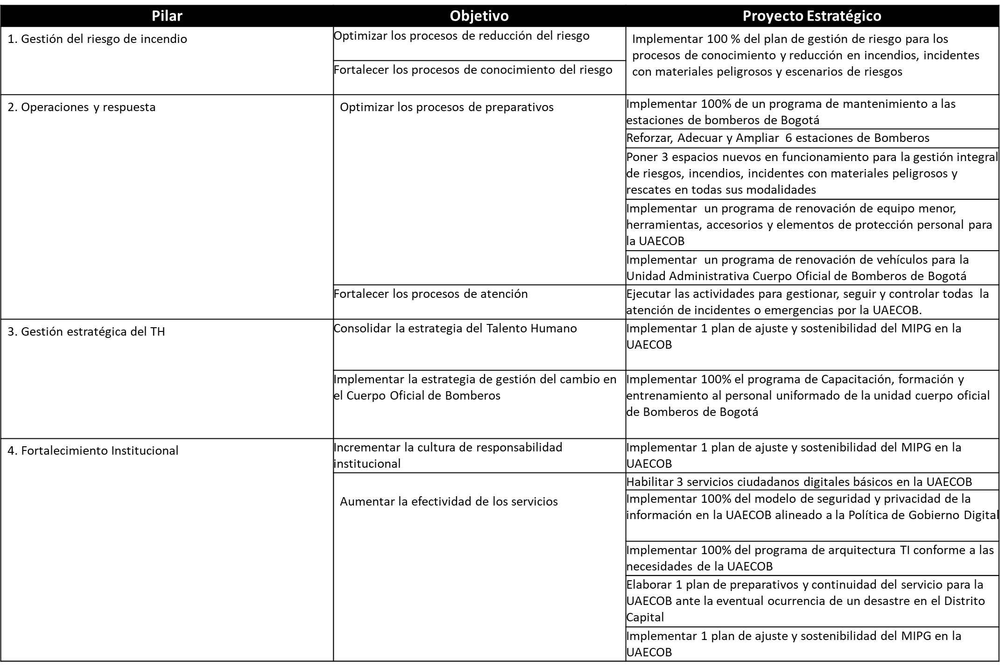 Pilar
Objetivo
Proyecto Estratégico
1. Gestión del riesgo de incendio
Optimizar los procesos de reducción del riesgo
Fortalecer los procesos de conocimiento del riesgo
Implementar 100 % del plan de gestión de riesgo para los
procesos de conocimiento y reducción en incendios, incidentes
con materiales peligrosos y escenarios de riesgos
2. Operaciones y respuesta
Optimizar los procesos de preparativos
Implementar 100% de un programa de mantenimiento a las
estaciones de bomberos de Bogotá
Reforzar, Adecuar y Ampliar 6 estaciones de Bomberos
Poner 3 espacios nuevos en funcionamiento para la gestión integral
de riesgos, incendios, incidentes con materiales peligrosos y
rescates en todas sus modalidades
Implementar un programa de renovación de equipo menor,
herramientas, accesorios y elementos de protección personal para
la UAECOB
Implementar un programa de renovación de vehículos para la
Unidad Administrativa Cuerpo Oficial de Bomberos de Bogotá
Fortalecer los procesos de atención
Ejecutar las actividades para gestionar, seguir y controlar todas la
atención de incidentes o emergencias por la UAECOB.
3. Gestión estratégica del TH
Consolidar la estrategia del Talento Humano
Implementar 1 plan de ajuste y sostenibilidad del MIPG en la
UAECOB
Implementar la estrategia de gestión del cambio en
el Cuerpo Oficial de Bomberos
Implementar 100% el programa de Capacitación, formación y
entrenamiento al personal uniformado de la unidad cuerpo oficial
de Bomberos de Bogotá
4. Fortalecimiento Institucional
Incrementar la cultura de responsabilidad
institucional
Implementar 1 plan de ajuste y sostenibilidad del MIPG en la
UAECOB
Aumentar la efectividad de los servicios
Habilitar 3 servicios ciudadanos digitales básicos en la UAECOB
Implementar 100% del modelo de seguridad y privacidad de la
información en la UAECOB alineado a la Política de Gobierno Digital
Implementar 100% del programa de arquitectura TI conforme a las
necesidades de la UAECOB
Elaborar 1 plan de preparativos y continuidad del servicio para la
UAECOB ante la eventual ocurrencia de un desastre en el Distrito
Capital
Implementar 1 plan de ajuste y sostenibilidad del MIPG en la
UAECOB